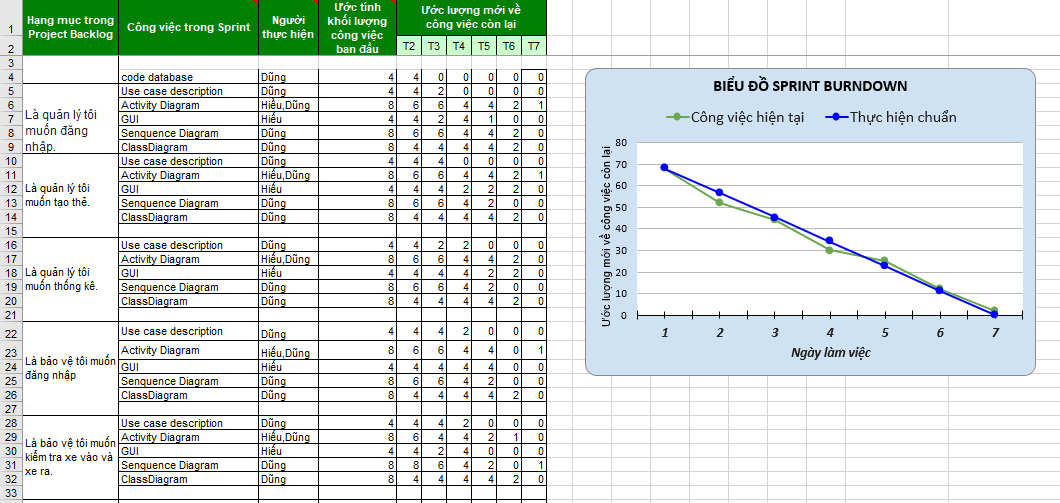 Hạng mục trong Project Backlog | Công việc trong Sprint | Người thực hiện | Ước tính khối lượng công việc ban đầu | Ước lượng mới về công việc còn lại
T2 T3 T4 T5 T6 T7
1
2
3
4 code database Dũng 4 4 0 0 0 0 0
5 Use case description Dũng 4 4 2 0 0 0 0
6 Activity Diagram Hiếu,Dũng 8 6 6 4 4 2 1
Là quản lý tôi muốn đăng nhập.
7 GUI Hiếu 4 4 2 4 1 0 0
8 Senquence Diagram Dũng 8 6 6 4 4 2 0
9 ClassDiagram Dũng 8 4 4 4 4 2 0
10 Use case description Dũng 4 4 4 0 0 0 0
11 Activity Diagram Hiếu,Dũng 8 6 6 4 4 2 1
Là quản lý tôi muốn tạo thẻ.
12 GUI Hiếu 4 4 4 2 2 2 0
13 Senquence Diagram Dũng 8 6 6 4 2 0 0
14 ClassDiagram Dũng 8 4 4 4 4 2 0
15
16 Use case description Dũng 4 4 2 2 0 0 0
17 Activity Diagram Hiếu,Dũng 8 6 6 4 4 2 0
Là quản lý tôi muốn thống kê.
18 GUI Hiếu 4 4 4 4 2 2 0
19 Senquence Diagram Dũng 8 6 6 4 2 0 0
20 ClassDiagram Dũng 8 4 4 4 4 2 0
21
22 Use case description Dũng 4 4 4 2 0 0 0
23 Activity Diagram Hiếu,Dũng 8 6 6 4 4 0 1
Là bảo vệ tôi muốn đăng nhập
24 GUI Hiếu 4 4 4 4 0 0 0
25 Senquence Diagram Dũng 8 6 6 4 2 0 0
26 ClassDiagram Dũng 8 4 4 4 4 2 0
27
28 Use case description Dũng 4 4 4 2 0 0 0
29 Activity Diagram Hiếu,Dũng 8 6 4 4 2 1 0
Là bảo vệ tôi muốn kiểm tra xe vào và xe ra.
30 GUI Hiếu 4 4 2 4 0 0 0
31 Senquence Diagram Dũng 8 8 6 4 2 0 1
32 ClassDiagram Dũng 8 4 4 4 4 2 0
33
BIỂU ĐỒ SPRINT BURNDOWN
Công việc hiện tại Thực hiện chuẩn
Ước lượng mới về công việc còn lại
80
70
60
50
40
30
20
10
0
1 2 3 4 5 6 7
Ngày làm việc